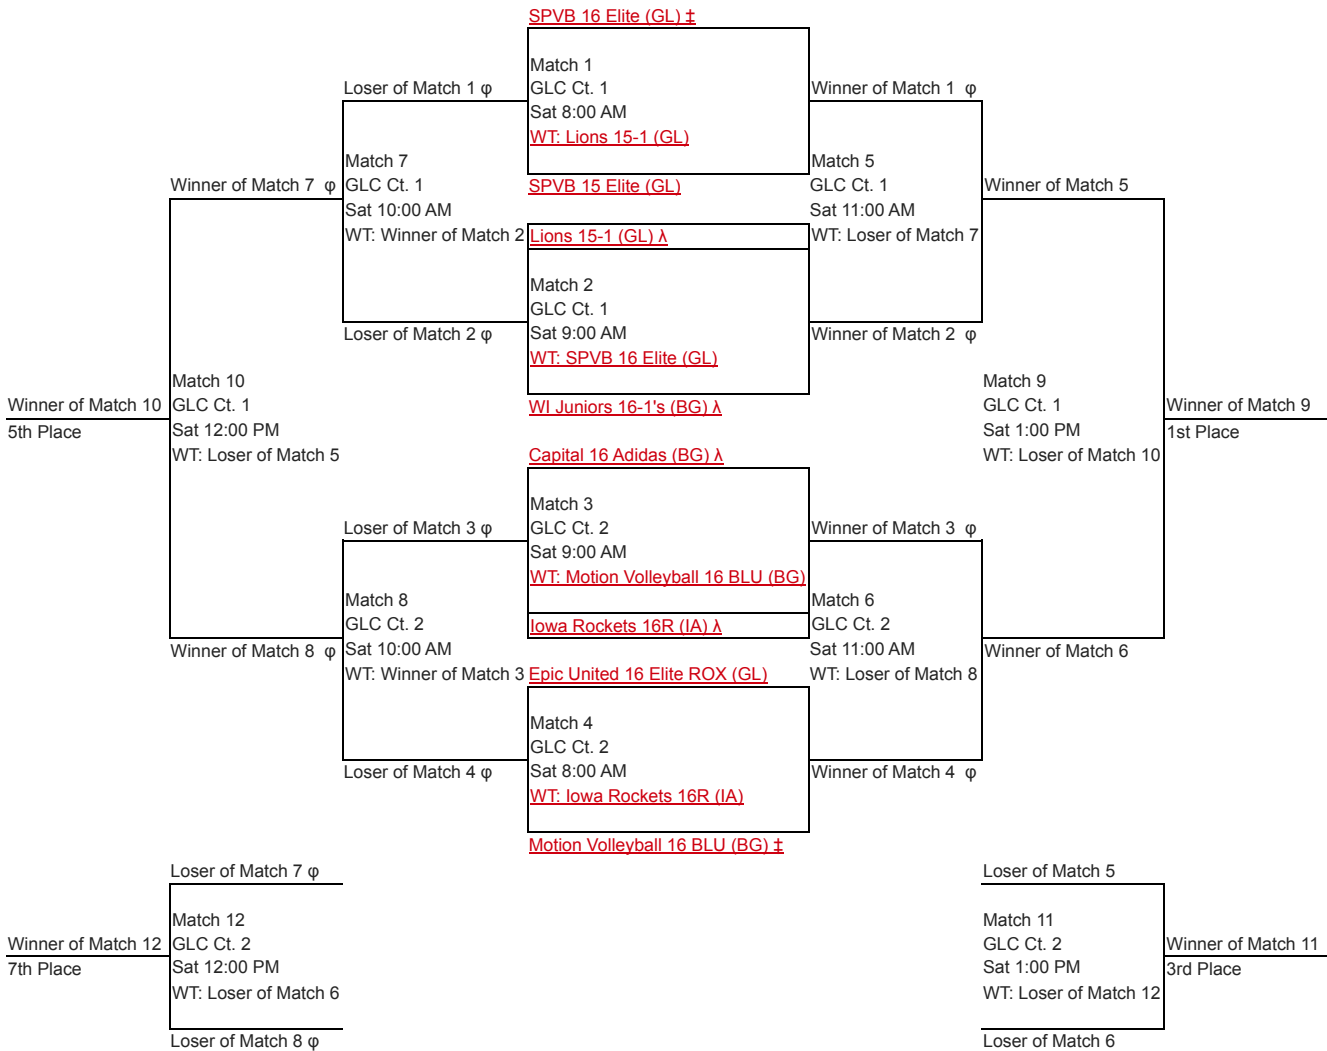 SPVB 16 Elite (GL) ‡
Match 1
GLC Ct. 1
Sat 8:00 AM
WT: Lions 15-1 (GL)
SPVB 15 Elite (GL)
Loser of Match 1 φ
Winner of Match 1 φ
Match 7
GLC Ct. 1
Sat 10:00 AM
WT: Winner of Match 2
Match 5
GLC Ct. 1
Sat 11:00 AM
WT: Loser of Match 7
Winner of Match 7 φ
Winner of Match 5
Lions 15-1 (GL) λ
Match 2
GLC Ct. 1
Sat 9:00 AM
WT: SPVB 16 Elite (GL)
WI Juniors 16-1's (BG) λ
Loser of Match 2 φ
Winner of Match 2 φ
Winner of Match 10
5th Place
Match 10
GLC Ct. 1
Sat 12:00 PM
WT: Loser of Match 5
Match 9
GLC Ct. 1
Sat 1:00 PM
WT: Loser of Match 10
Winner of Match 9
1st Place
Capital 16 Adidas (BG) λ
Match 3
GLC Ct. 2
Sat 9:00 AM
WT: Motion Volleyball 16 BLU (BG)
Iowa Rockets 16R (IA) λ
Loser of Match 3 φ
Winner of Match 3 φ
Match 8
GLC Ct. 2
Sat 10:00 AM
WT: Winner of Match 3
Match 6
GLC Ct. 2
Sat 11:00 AM
WT: Loser of Match 8
Winner of Match 8 φ
Winner of Match 6
Epic United 16 Elite ROX (GL)
Match 4
GLC Ct. 2
Sat 8:00 AM
WT: Iowa Rockets 16R (IA)
Motion Volleyball 16 BLU (BG) ‡
Loser of Match 4 φ
Winner of Match 4 φ
Loser of Match 7 φ
Match 12
GLC Ct. 2
Sat 12:00 PM
WT: Loser of Match 6
Loser of Match 8 φ
Winner of Match 12
7th Place
Loser of Match 5
Match 11
GLC Ct. 2
Sat 1:00 PM
WT: Loser of Match 12
Loser of Match 6
Winner of Match 11
3rd Place